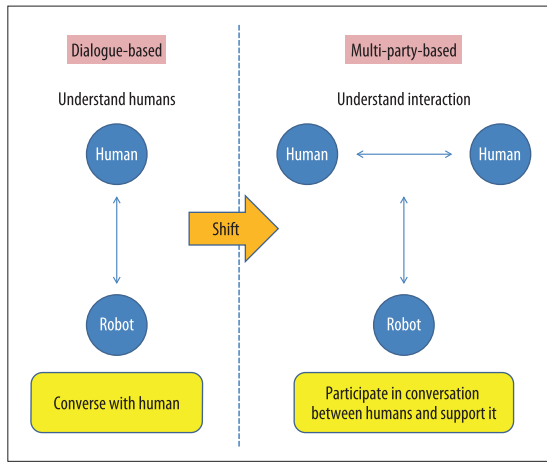 Dialogue-based
Understand humans
Human
Robot
Converse with human
Shift
Multi-party-based
Understand interaction
Human
Human
Robot
Participate in conversation
between humans and support it